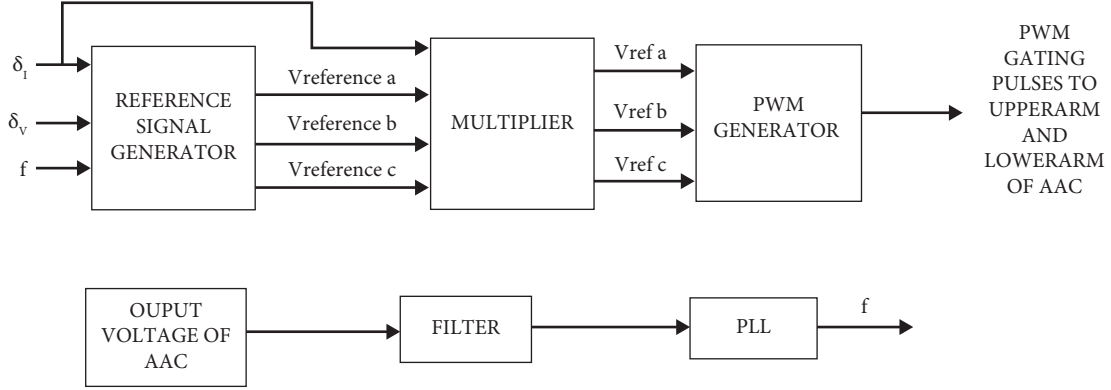 δI
δV
f
REFERENCE
SIGNAL
GENERATOR
Vreference a
Vreference b
Vreference c
MULTIPLIER
Vref a
Vref b
Vref c
PWM
GENERATOR
PWM
GATING
PULSES TO
UPPERARM
AND
LOWERARM
OF AAC
OUPUT
VOLTAGE OF
AAC
FILTER
PLL
f